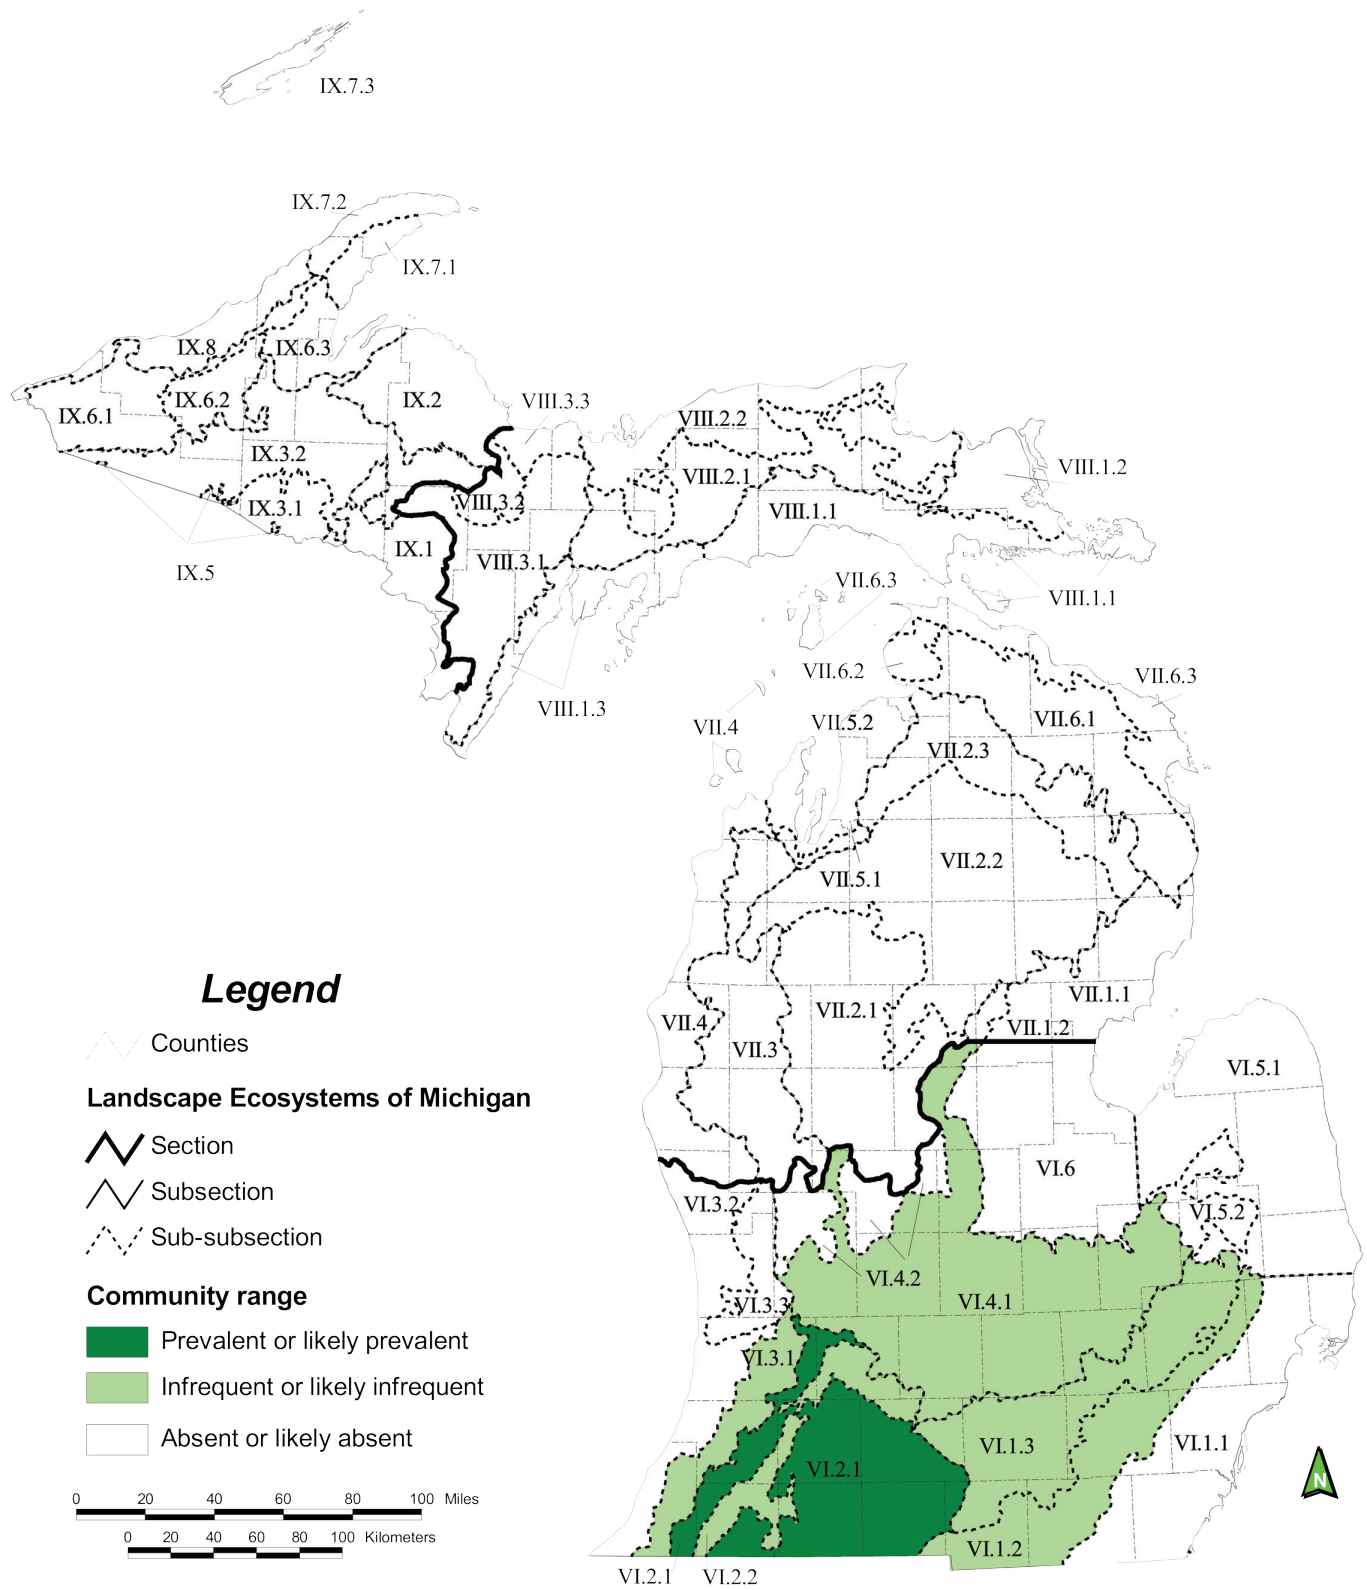 IX.7.3
IX.7.2
IX.7.1
IX.8
IX.6.3
IX.6.1
IX.6.2
IX.2
VIII.3.3
VIII.2.2
IX.3.2
VIII.2.1
VIII.1.2
IX.3.1
VIII.3.2
VIII.1.1
IX.1
VIII.3.1
IX.5
VII.6.3
VIII.1.1
VII.6.2
VII.6.3
VIII.1.3
VII.4
VII.5.2
VII.6.1
VII.2.3
VII.2.2
VII.5.1
VII.1.1
VII.4
VII.2.1
VII.1.2
VII.3
VI.5.1
VI.6
VI.3.2
VI.5.2
VI.4.2
VI.3.3
VI.4.1
VI.3.1
VI.1.3
VI.1.1
VI.2.1
VI.1.2
VI.2.1
VI.2.2
Legend
Counties
Landscape Ecosystems of Michigan
Section
Subsection
Sub-subsection
Community range
Prevalent or likely prevalent
Infrequent or likely infrequent
Absent or likely absent
0 20 40 60 80 100 Miles
0 20 40 60 80 100 Kilometers
N